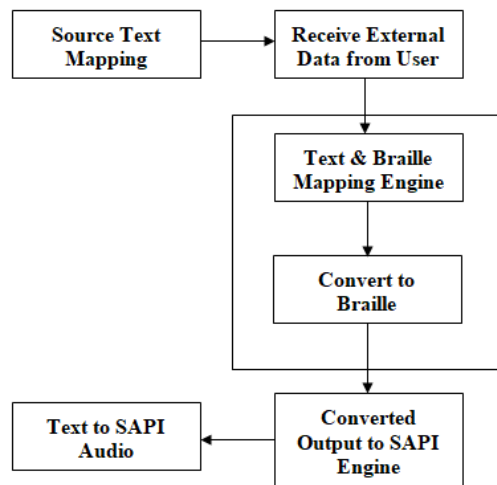 Source Text
Mapping
Receive External
Data from User
Text & Braille
Mapping Engine
Convert to
Braille
Converted
Output to SAPI
Engine
Text to SAPI
Audio